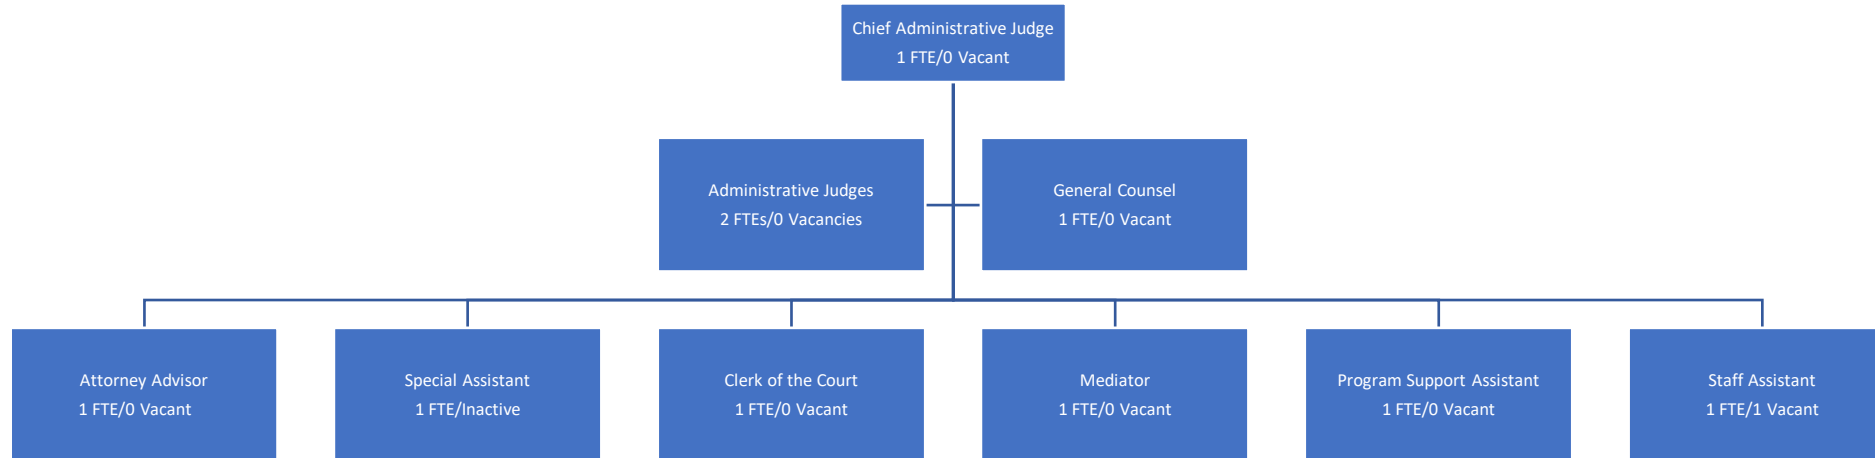 Chief Administrative Judge
1 FTE/0 Vacant
Administrative Judges
2 FTEs/0 Vacancies
General Counsel
1 FTE/0 Vacant
Attorney Advisor
1 FTE/0 Vacant
Special Assistant
1 FTE/Inactive
Clerk of the Court
1 FTE/0 Vacant
Mediator
1 FTE/0 Vacant
Program Support Assistant
1 FTE/0 Vacant
Staff Assistant
1 FTE/1 Vacant